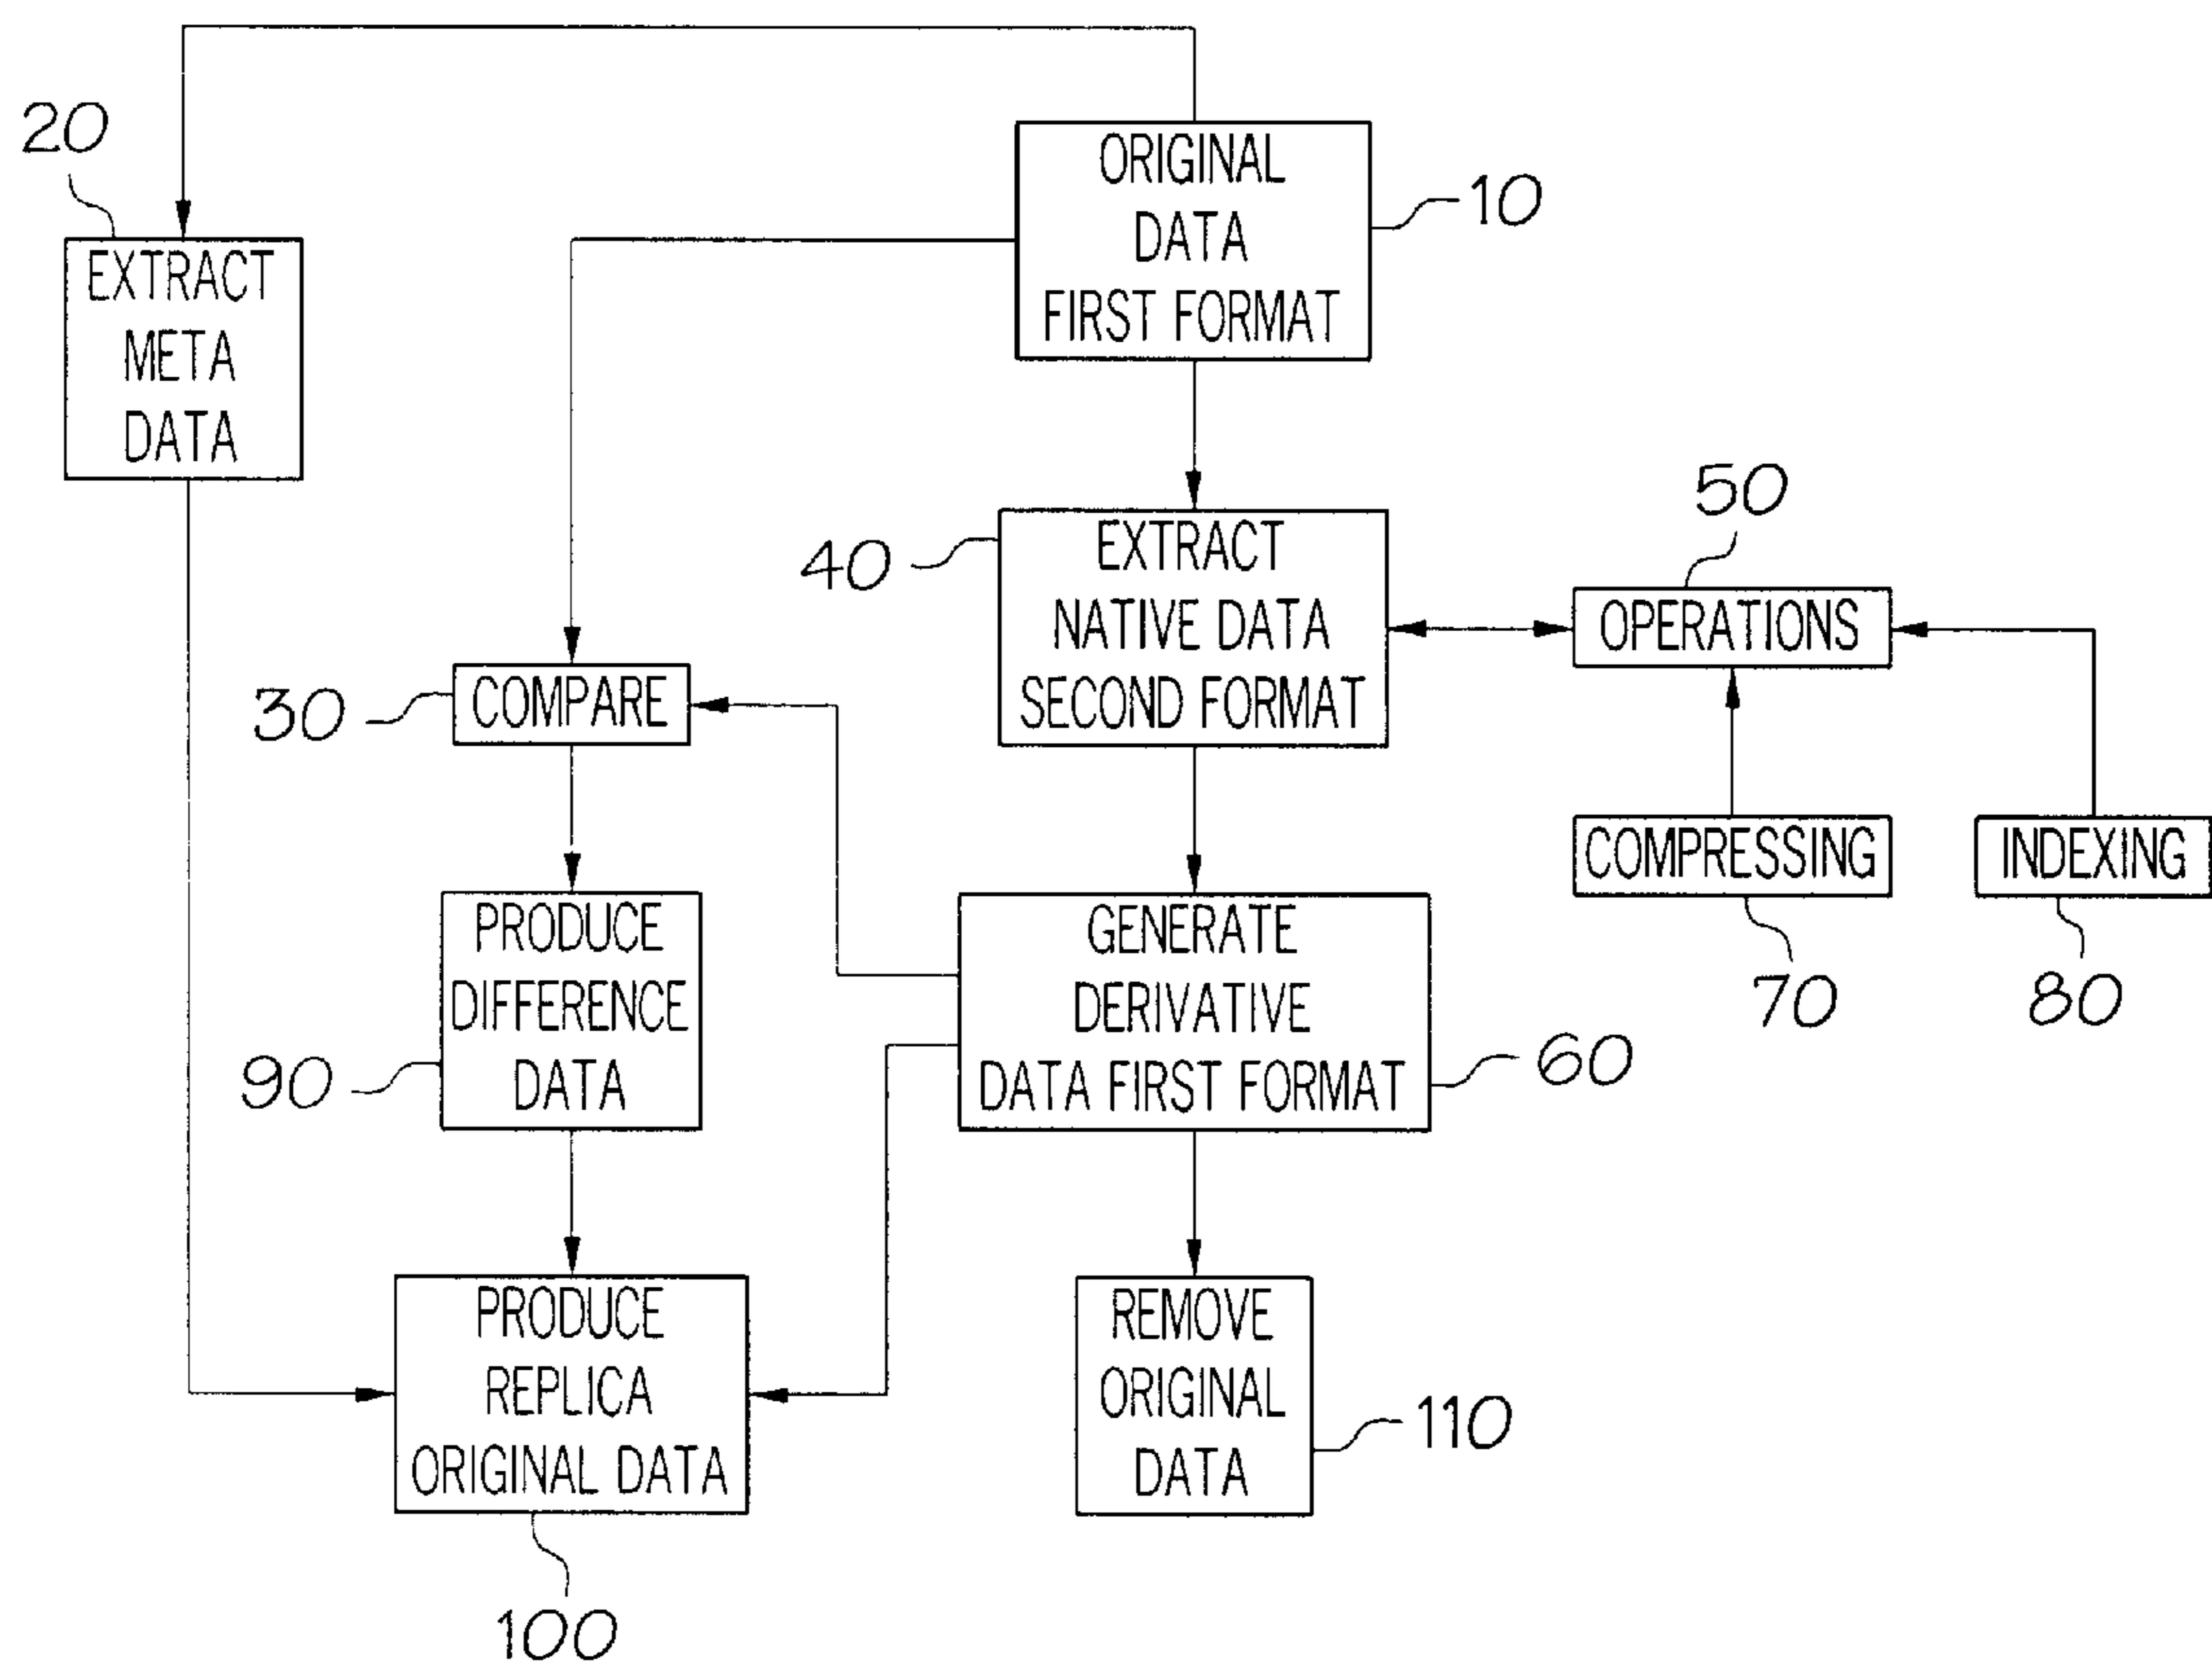 20
EXTRACT
META
DATA
ORIGINAL
DATA
FIRST FORMAT
10
40
EXTRACT
NATIVE DATA
SECOND FORMAT
50
OPERATIONS
30
COMPARE
COMPRESSING
70
INDEXING
80
90
PRODUCE
DIFFERENCE
DATA
GENERATE
DERIVATIVE
DATA FIRST FORMAT
60
PRODUCE
REPLICA
ORIGINAL DATA
100
REMOVE
ORIGINAL
DATA
110